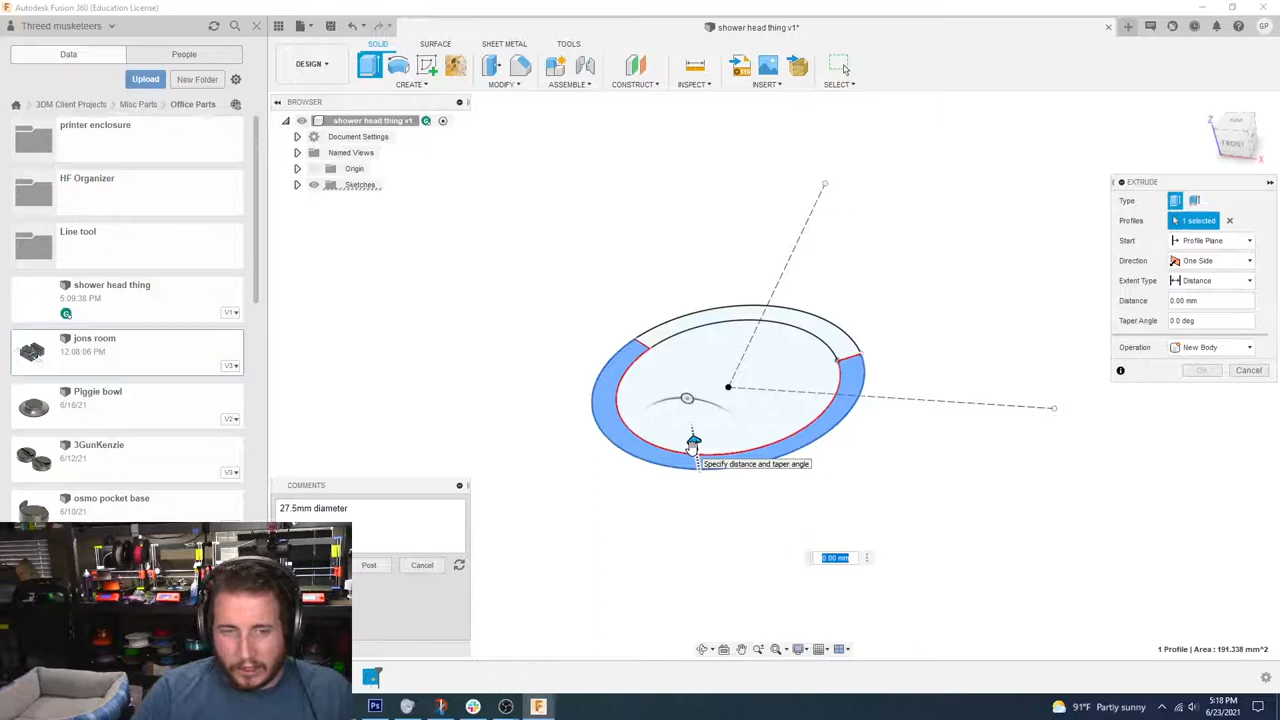 Autodesk Fusion 360 (Education License)
Threed musketeers
shower head thing v1*
GP
Data
People
Upload
New Folder
3DM Client Projects
Misc Parts
Office Parts
printer enclosure
HF Organizer
Line tool
shower head thing
5:09:38 PM
V1
jons room
12:08:06 PM
V3
Piggie bowl
6/16/21
V2
3GunKenzie
6/12/21
V3
osmo pocket base
6/10/21
DESIGN
SOLID
SURFACE
SHEET METAL
TOOLS
CREATE
MODIFY
ASSEMBLE
CONSTRUCT
INSPECT
INSERT
SELECT
BROWSER
shower head thing v1
Document Settings
Named Views
Origin
Sketches
Z
FRONT
X
EXTRUDE
Type
Profiles
1 selected
Start
Profile Plane
Direction
One Side
Extent Type
Distance
Distance
0.00 mm
Taper Angle
0.0 deg
Operation
New Body
OK
Cancel
Specify distance and taper angle
0.00 mm
COMMENTS
27.5mm diameter
Post
Cancel
1 Profile | Area : 191.338 mm^2
91°F Partly sunny
5:18 PM
6/23/2021